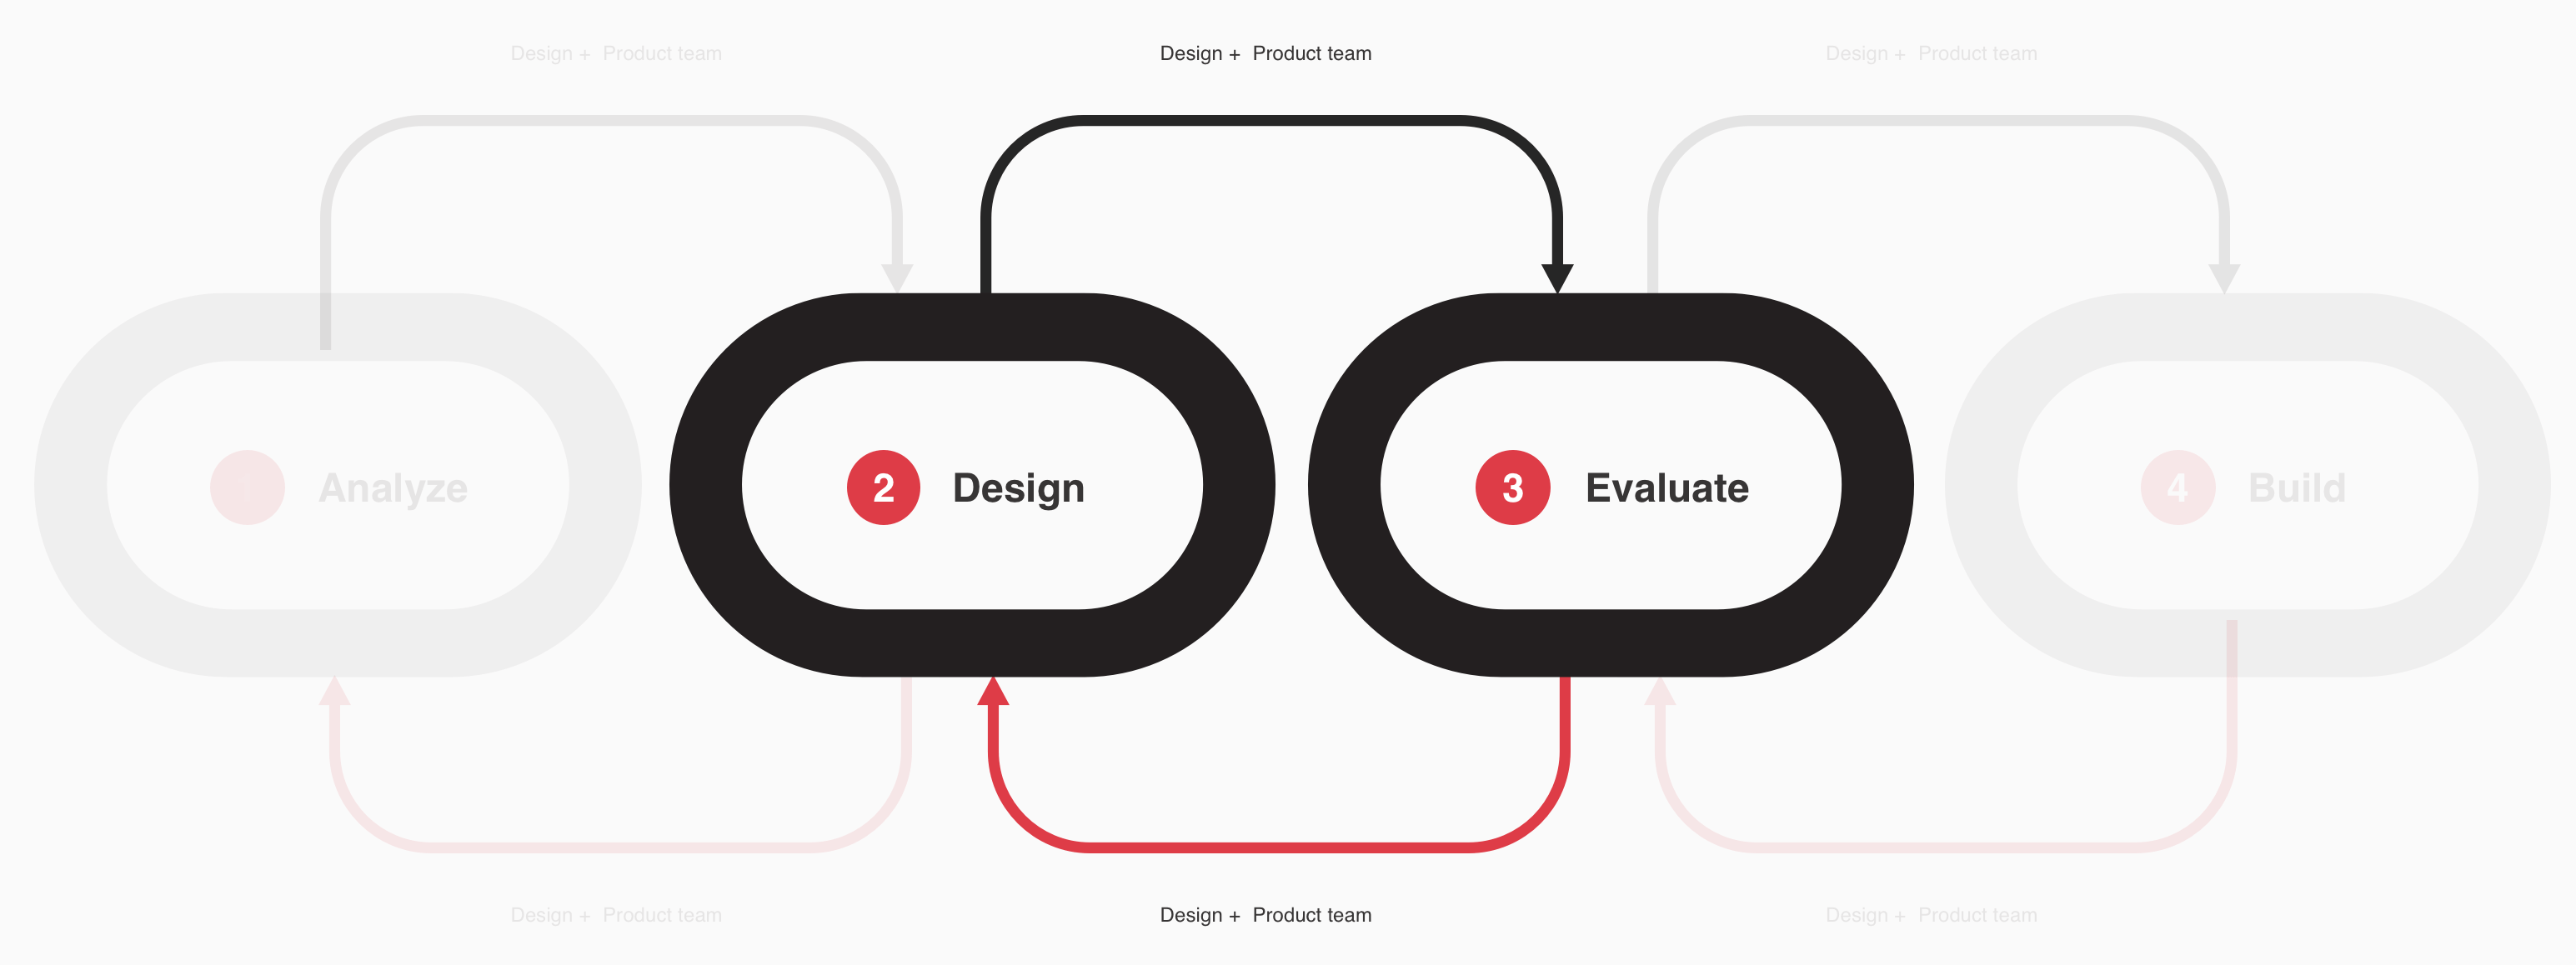 Design +  Product team
Design +  Product team
Design +  Product team
Analyze
2 Design
3 Evaluate
4 Build
Design +  Product team
Design +  Product team
Design +  Product team